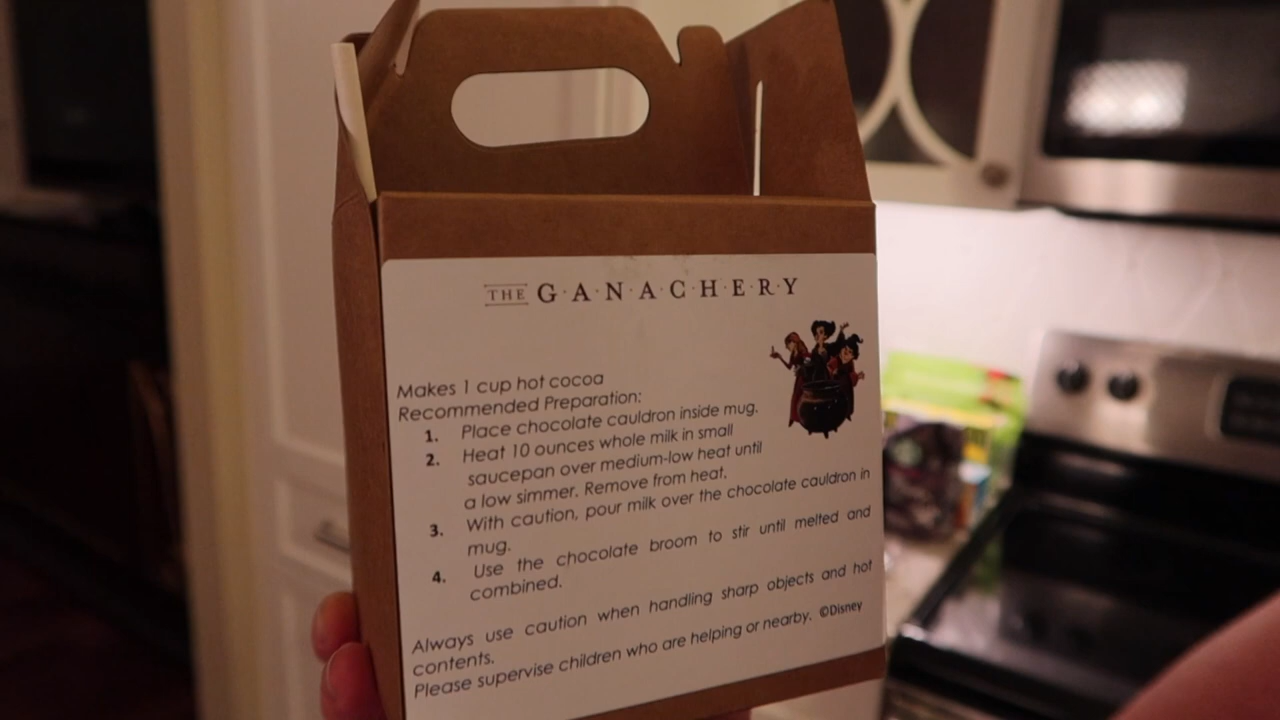 THE G·A·N·A·C·H·E·R·Y
Makes 1 cup hot cocoa
Recommended Preparation:
1. Place chocolate cauldron inside mug.
2. Heat 10 ounces whole milk in small
saucepan over medium-low heat until
a low simmer. Remove from heat.
3. With caution, pour milk over the chocolate cauldron in
mug.
4. Use the chocolate broom to stir until melted and
combined.
Always use caution when handling sharp objects and hot
contents.
Please supervise children who are helping or nearby. ©Disney